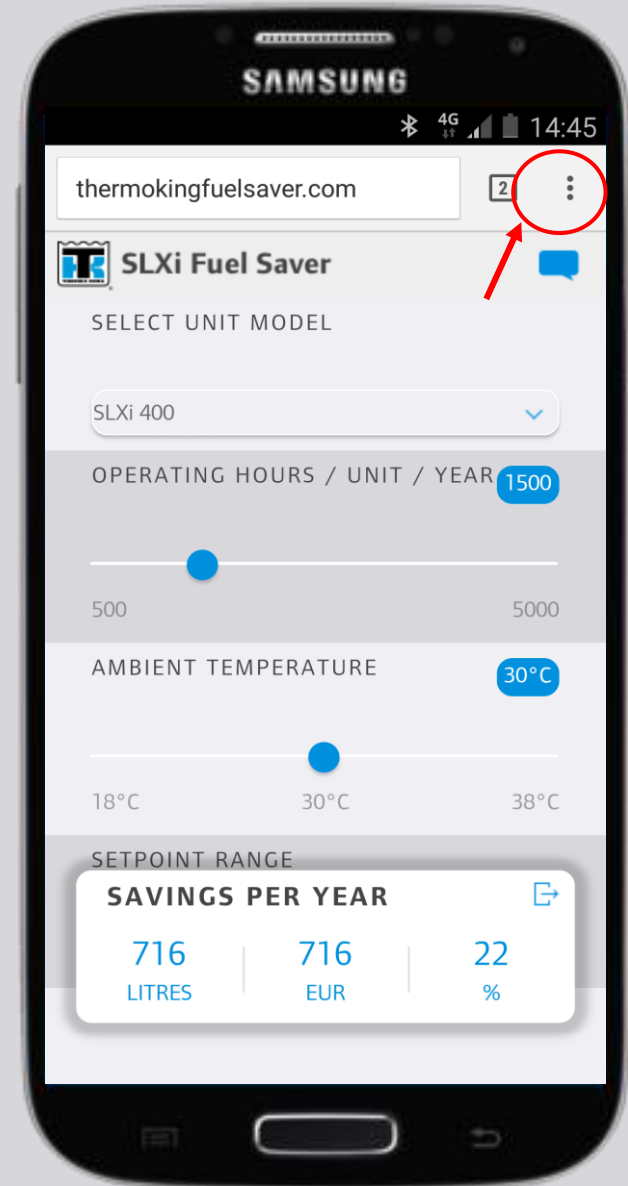 SAMSUNG
4G 14:45
thermokingfuelsaver.com 2
SLXi Fuel Saver
SELECT UNIT MODEL
SLXi 400
OPERATING HOURS / UNIT / YEAR 1500
500 5000
AMBIENT TEMPERATURE 30°C
18°C 30°C 38°C
SETPOINT RANGE
SAVINGS PER YEAR
716 716 22
LITRES EUR %